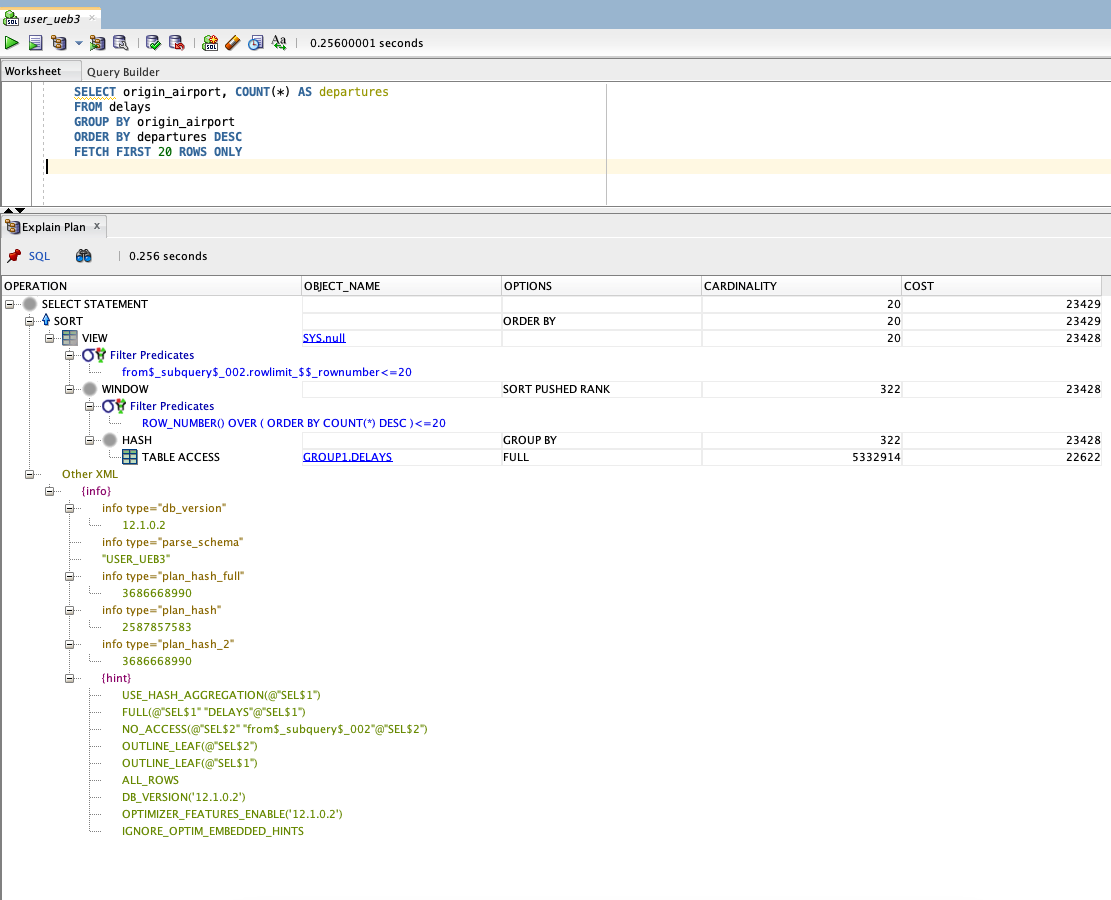 user_ueb3 ×
0.25600001 seconds
Worksheet Query Builder
SELECT origin_airport, COUNT(*) AS departures
FROM delays
GROUP BY origin_airport
ORDER BY departures DESC
FETCH FIRST 20 ROWS ONLY
Explain Plan ×
SQL 0.256 seconds
OPERATION OBJECT_NAME OPTIONS CARDINALITY COST
SELECT STATEMENT 20 23429
SORT ORDER BY 20 23429
VIEW SYS.null 20 23428
Filter Predicates
from$_subquery$_002.rowlimit_$$_rownumber<=20
WINDOW SORT PUSHED RANK 322 23428
Filter Predicates
ROW_NUMBER() OVER ( ORDER BY COUNT(*) DESC )<=20
HASH GROUP BY 322 23428
TABLE ACCESS GROUP1.DELAYS FULL 5332914 22622
Other XML
{info}
info type="db_version"
12.1.0.2
info type="parse_schema"
"USER_UEB3"
info type="plan_hash_full"
3686668990
info type="plan_hash"
2587857583
info type="plan_hash_2"
3686668990
{hint}
USE_HASH_AGGREGATION(@"SEL$1")
FULL(@"SEL$1" "DELAYS"@"SEL$1")
NO_ACCESS(@"SEL$2" "from$_subquery$_002"@"SEL$2")
OUTLINE_LEAF(@"SEL$2")
OUTLINE_LEAF(@"SEL$1")
ALL_ROWS
DB_VERSION('12.1.0.2')
OPTIMIZER_FEATURES_ENABLE('12.1.0.2')
IGNORE_OPTIM_EMBEDDED_HINTS